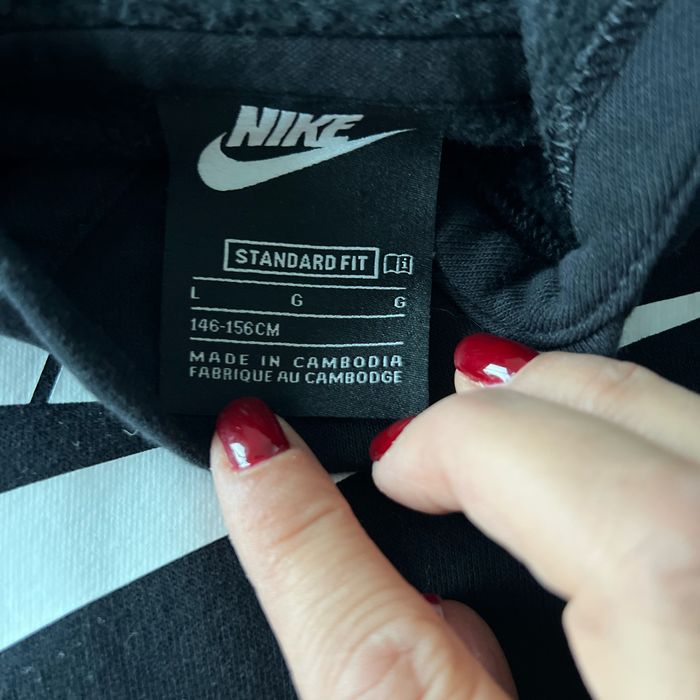 NIKE
STANDARD FIT
L G G
146-156CM
MADE IN CAMBODIA
FABRIQUE AU CAMBODGE